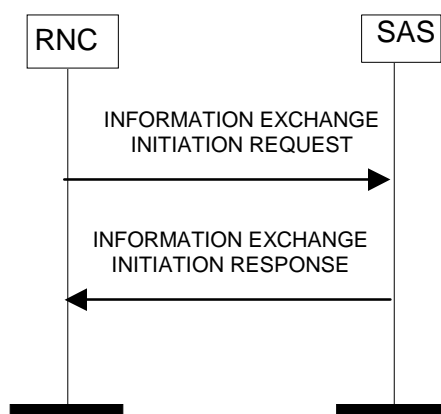 RNC
SAS
INFORMATION EXCHANGE
INITIATION REQUEST
INFORMATION EXCHANGE
INITIATION RESPONSE